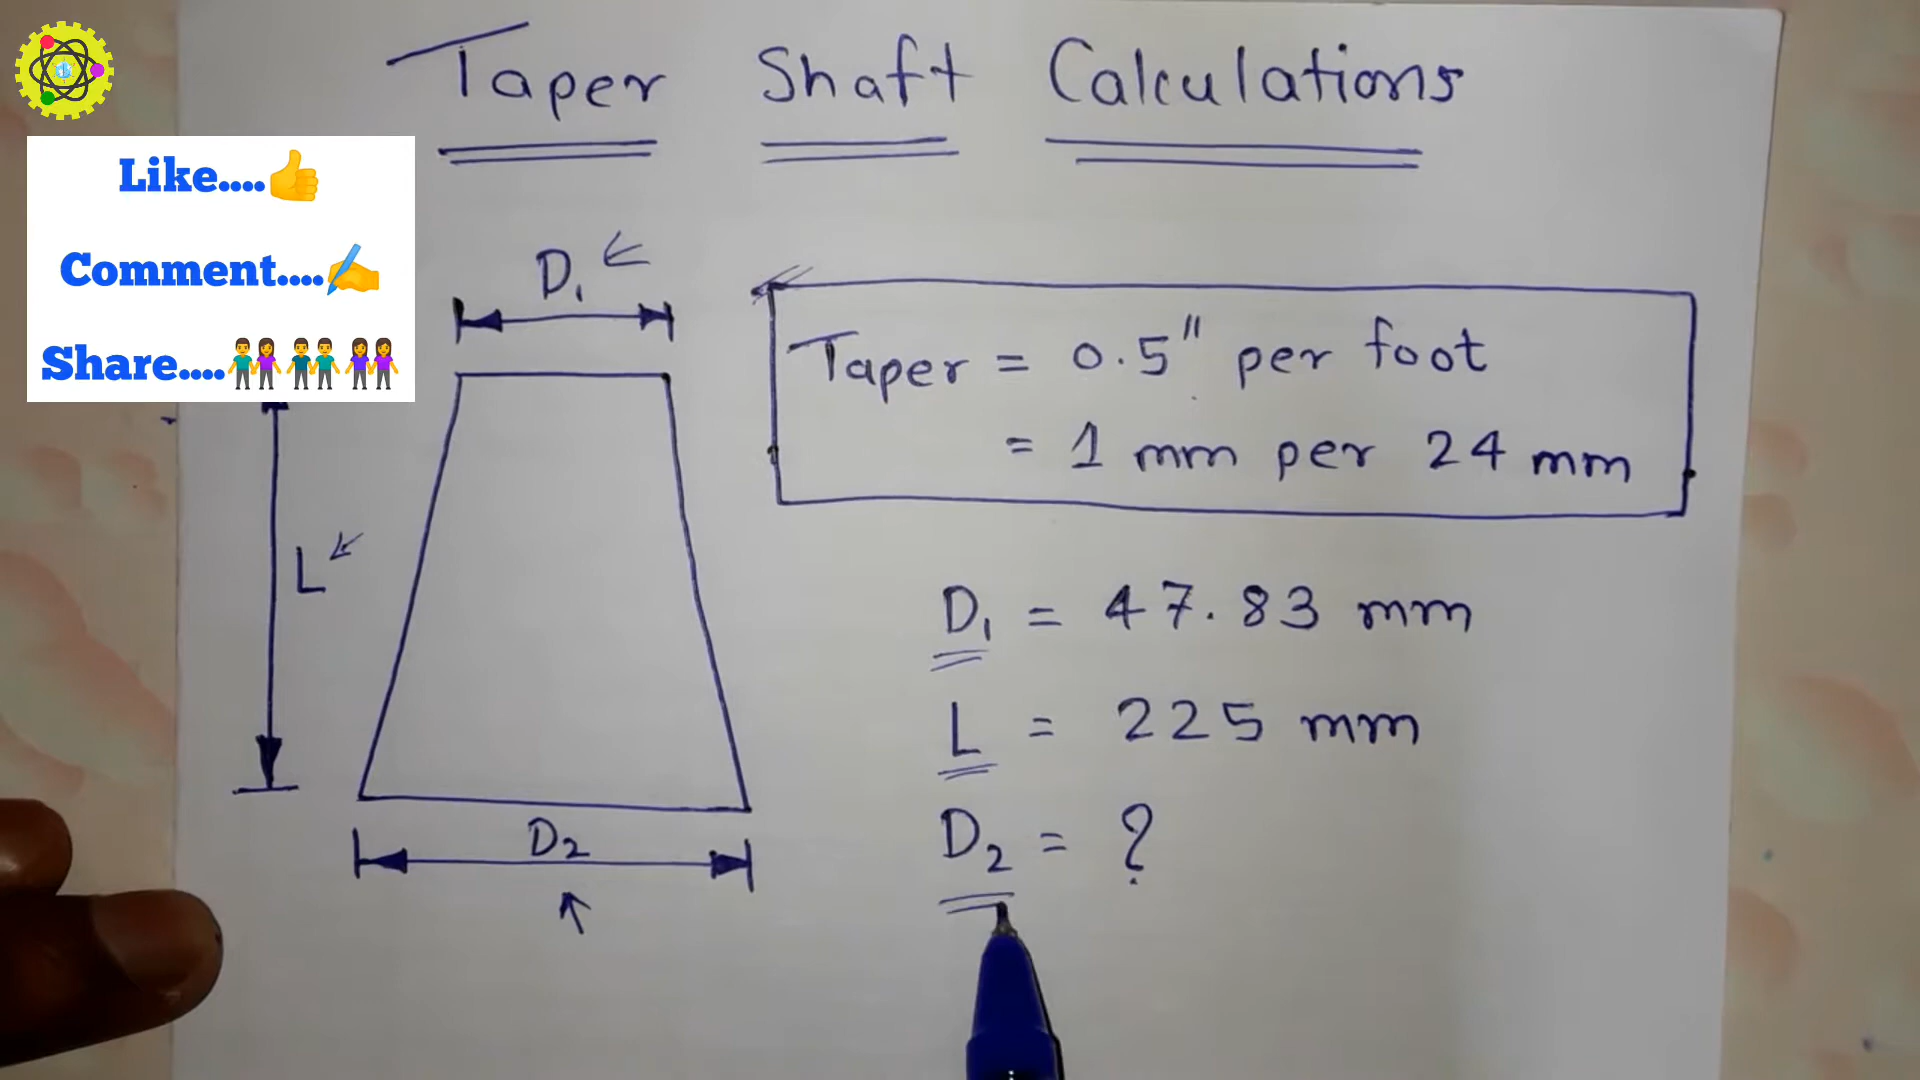 Taper Shaft Calculations
Like....👍
Comment....✍
Share....👫👬👭
D₁
L
D₂
Taper = 0.5" per foot
= 1 mm per 24 mm
D₁ = 47.83 mm
L = 225 mm
D₂ = ?